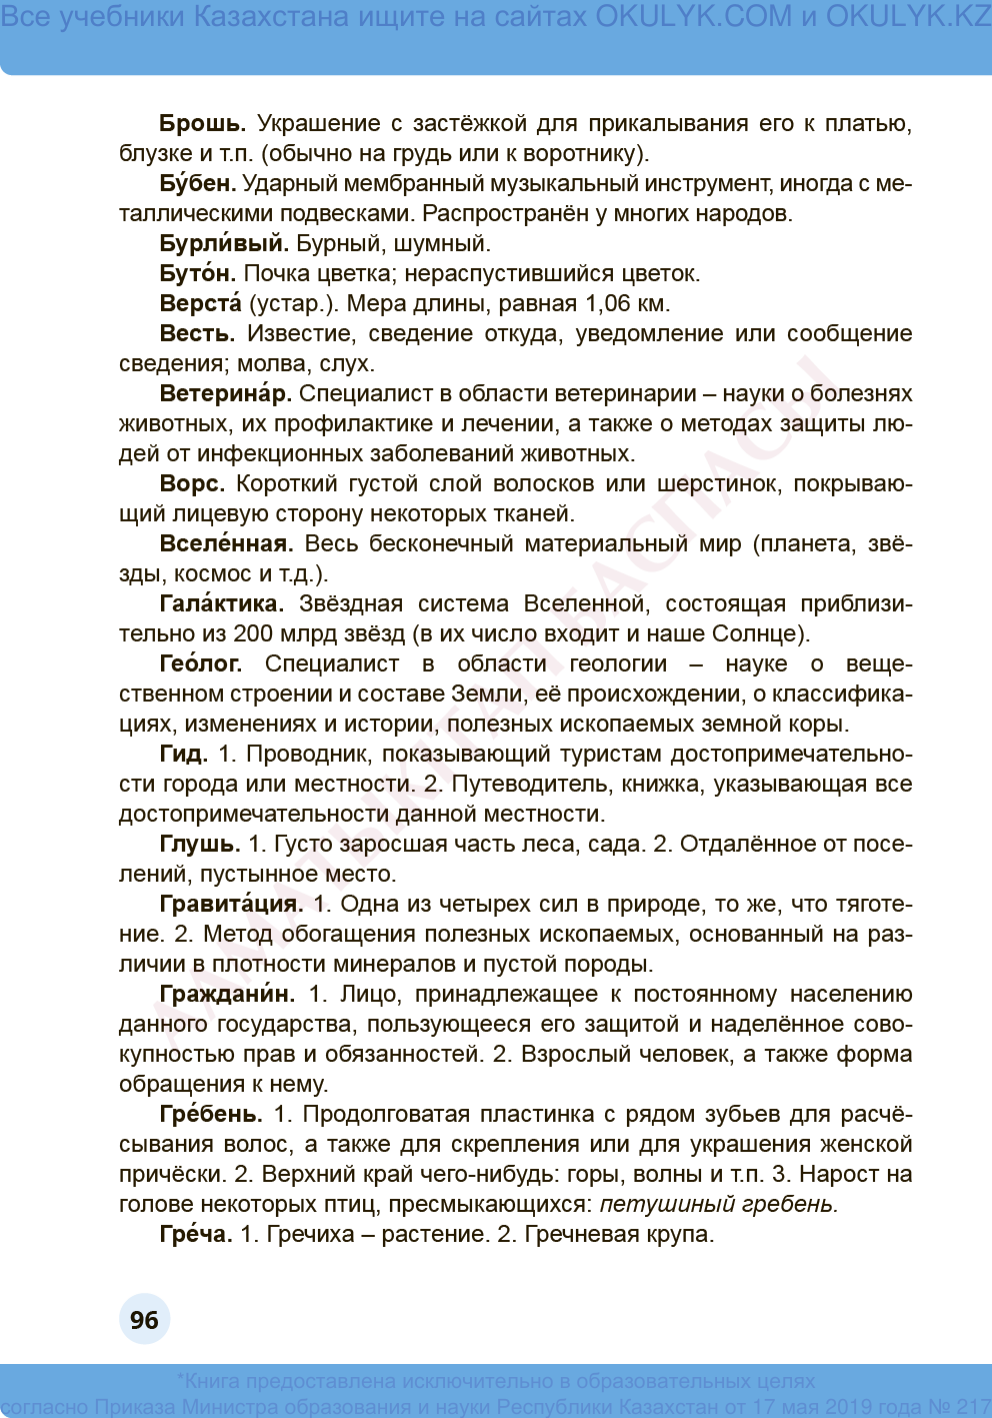 Все учебники Казахстана ищите на сайтах OKULYK.COM и OKULYK.KZ
Брошь. Украшение с застёжкой для прикалывания его к платью,
блузке и т.п. (обычно на грудь или к воротнику).
Бу́бен. Ударный мембранный музыкальный инструмент, иногда с ме-
таллическими подвесками. Распространён у многих народов.
Бурли́вый. Бурный, шумный.
Буто́н. Почка цветка; нераспустившийся цветок.
Верста́ (устар.). Мера длины, равная 1,06 км.
Весть. Известие, сведение откуда, уведомление или сообщение
сведения; молва, слух.
Ветерина́р. Специалист в области ветеринарии – науки о болезнях
животных, их профилактике и лечении, а также о методах защиты лю-
дей от инфекционных заболеваний животных.
Ворс. Короткий густой слой волосков или шерстинок, покрываю-
щий лицевую сторону некоторых тканей.
Вселе́нная. Весь бесконечный материальный мир (планета, звё-
зды, космос и т.д.).
Гала́ктика. Звёздная система Вселенной, состоящая приблизи-
тельно из 200 млрд звёзд (в их число входит и наше Солнце).
Гео́лог. Специалист в области геологии – науке о веще-
ственном строении и составе Земли, её происхождении, о классифика-
циях, изменениях и истории, полезных ископаемых земной коры.
Гид. 1. Проводник, показывающий туристам достопримечательно-
сти города или местности. 2. Путеводитель, книжка, указывающая все
достопримечательности данной местности.
Глушь. 1. Густо заросшая часть леса, сада. 2. Отдалённое от посе-
лений, пустынное место.
Гравита́ция. 1. Одна из четырех сил в природе, то же, что тяготе-
ние. 2. Метод обогащения полезных ископаемых, основанный на раз-
личии в плотности минералов и пустой породы.
Граждани́н. 1. Лицо, принадлежащее к постоянному населению
данного государства, пользующееся его защитой и наделённое сово-
купностью прав и обязанностей. 2. Взрослый человек, а также форма
обращения к нему.
Гре́бень. 1. Продолговатая пластинка с рядом зубьев для расчё-
сывания волос, а также для скрепления или для украшения женской
причёски. 2. Верхний край чего-нибудь: горы, волны и т.п. 3. Нарост на
голове некоторых птиц, пресмыкающихся: петушиный гребень.
Гре́ча. 1. Гречиха – растение. 2. Гречневая крупа.
АЛМАТЫКІТАП БАСПАСЫ
96
*Книга предоставлена исключительно в образовательных целях
согласно Приказа Министра образования и науки Республики Казахстан от 17 мая 2019 года № 217